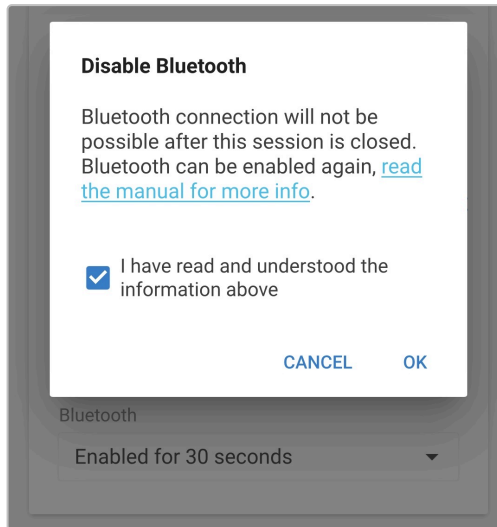 Disable Bluetooth
Bluetooth connection will not be
possible after this session is closed.
Bluetooth can be enabled again, read
the manual for more info.
I have read and understood the
information above
CANCEL OK
Bluetooth
Enabled for 30 seconds